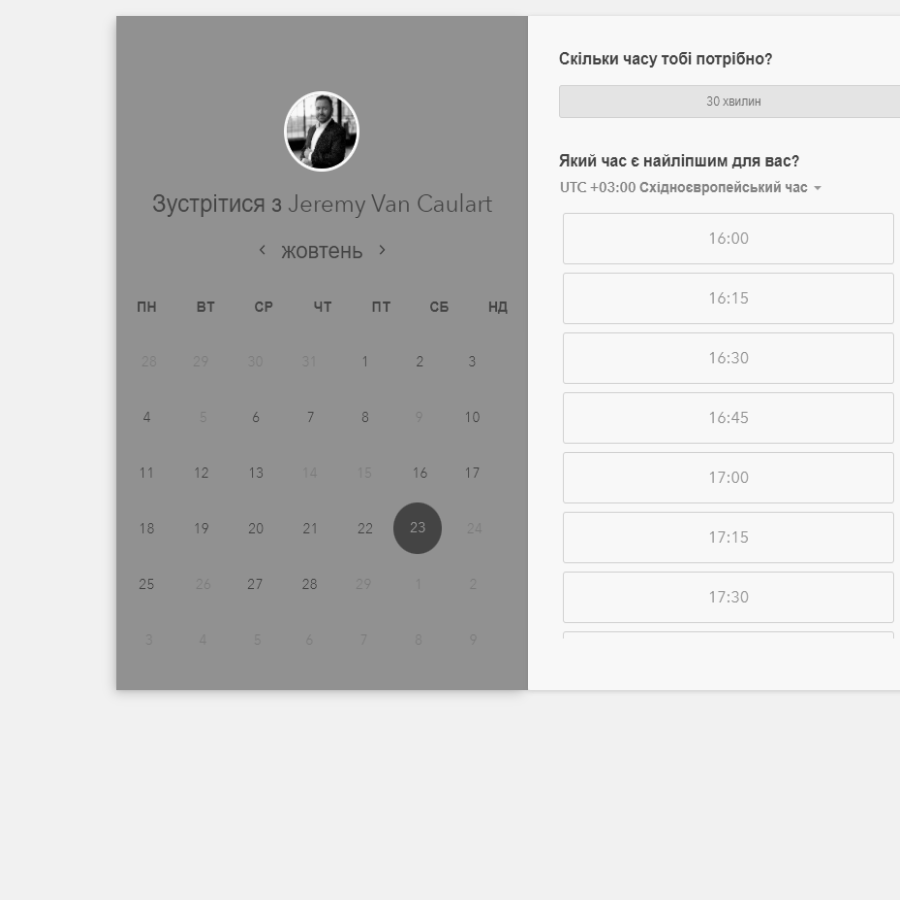 Зустрітися з Jeremy Van Caulart
жовтень
ПН ВТ СР ЧТ ПТ СБ НД
28 29 30 31 1 2 3
4 5 6 7 8 9 10
11 12 13 14 15 16 17
18 19 20 21 22 23 24
25 26 27 28 29 1 2
3 4 5 6 7 8 9
Скільки часу тобі потрібно?
30 хвилин
Який час є найліпшим для вас?
UTC +03:00 Східноєвропейський час
16:00
16:15
16:30
16:45
17:00
17:15
17:30